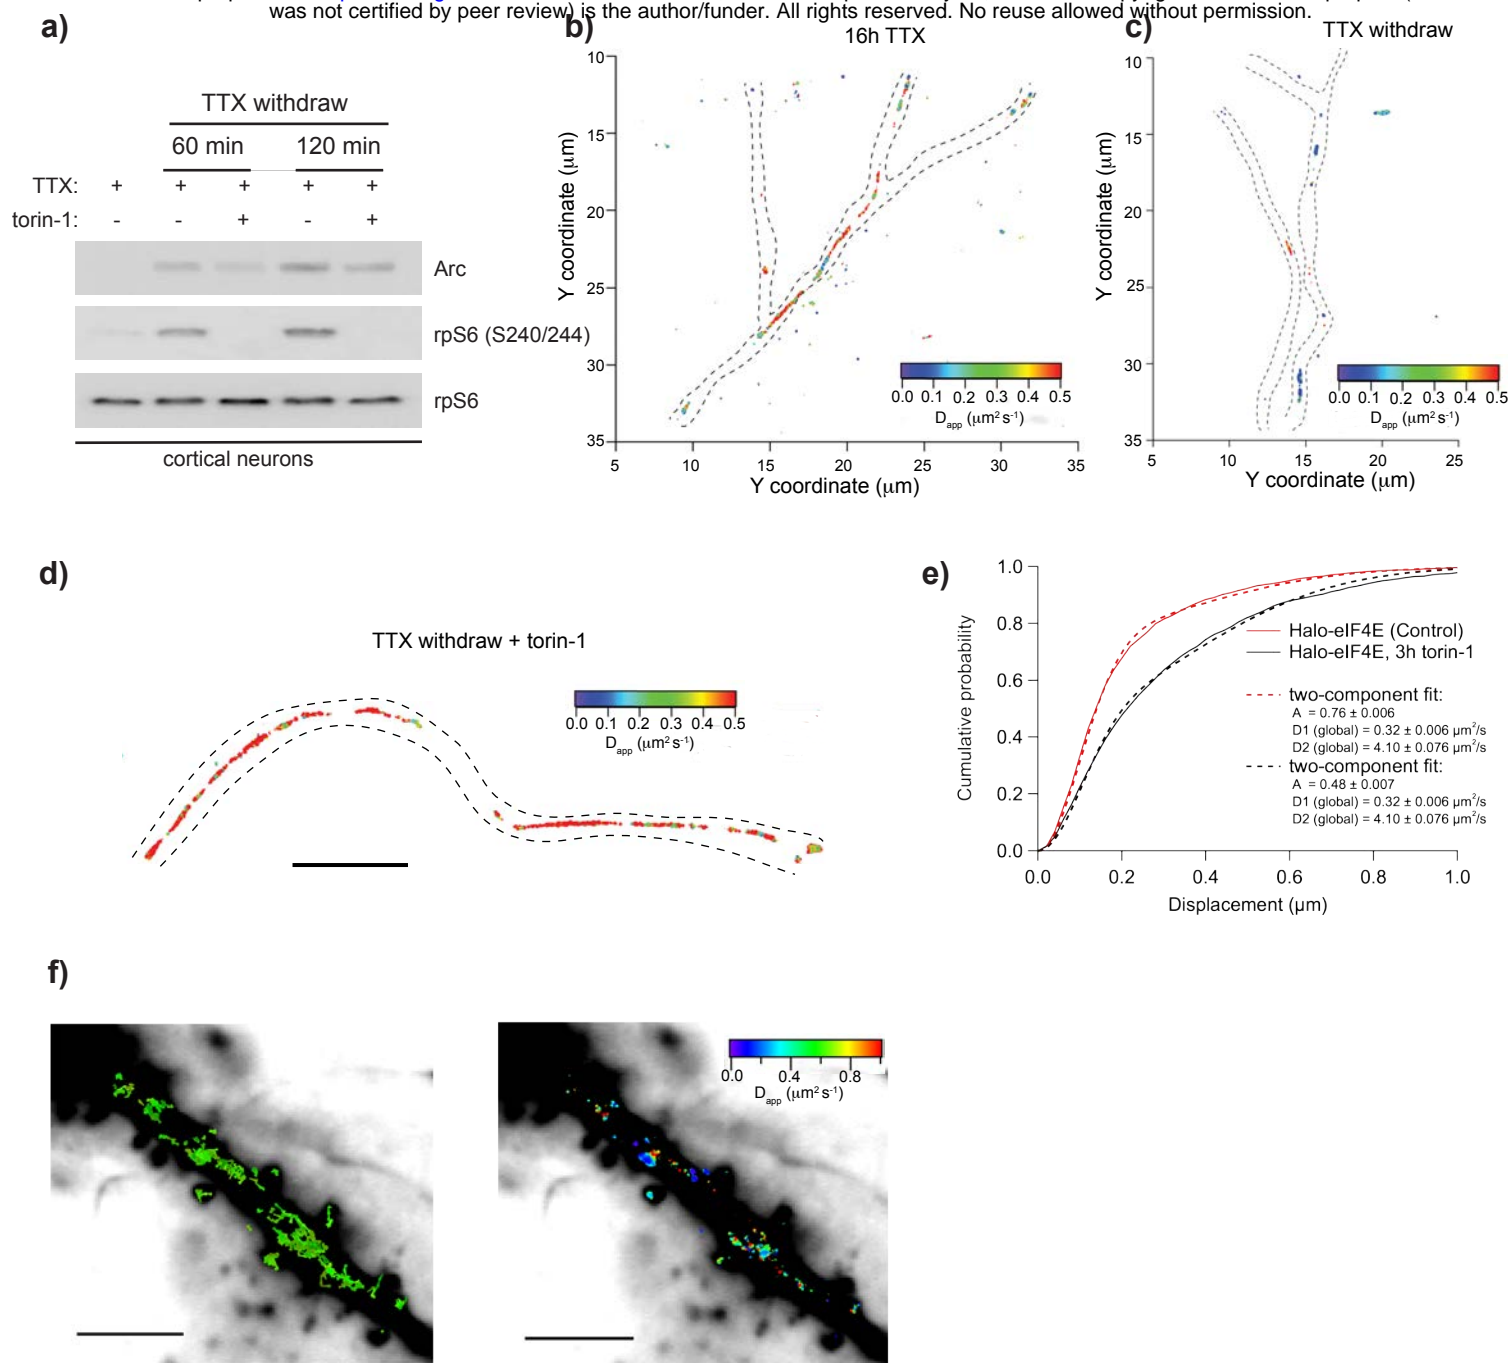 was not certified by peer review) is the author/funder. All rights reserved. No reuse allowed without permission.
a)
TTX withdraw
60 min 120 min
TTX: + + + + +
torin-1: - - + - +
Arc
rpS6 (S240/244)
rpS6
cortical neurons
b)
16h TTX
Y coordinate (μm)
10
15
20
25
30
35
5 10 15 20 25 30 35
Y coordinate (μm)
0.0 0.1 0.2 0.3 0.4 0.5
Dapp (μm² s⁻¹)
c)
TTX withdraw
Y coordinate (μm)
10
15
20
25
30
35
5 10 15 20 25
Y coordinate (μm)
0.0 0.1 0.2 0.3 0.4 0.5
Dapp (μm² s⁻¹)
d)
TTX withdraw + torin-1
0.0 0.1 0.2 0.3 0.4 0.5
Dapp (μm² s⁻¹)
e)
Cumulative probability
1.0
0.8
0.6
0.4
0.2
0.0
0.0 0.2 0.4 0.6 0.8 1.0
Displacement (μm)
Halo-eIF4E (Control)
Halo-eIF4E, 3h torin-1
two-component fit:
A = 0.76 ± 0.006
D1 (global) = 0.32 ± 0.006 μm²/s
D2 (global) = 4.10 ± 0.076 μm²/s
two-component fit:
A = 0.48 ± 0.007
D1 (global) = 0.32 ± 0.006 μm²/s
D2 (global) = 4.10 ± 0.076 μm²/s
f)
0.0 0.4 0.8
Dapp (μm² s⁻¹)